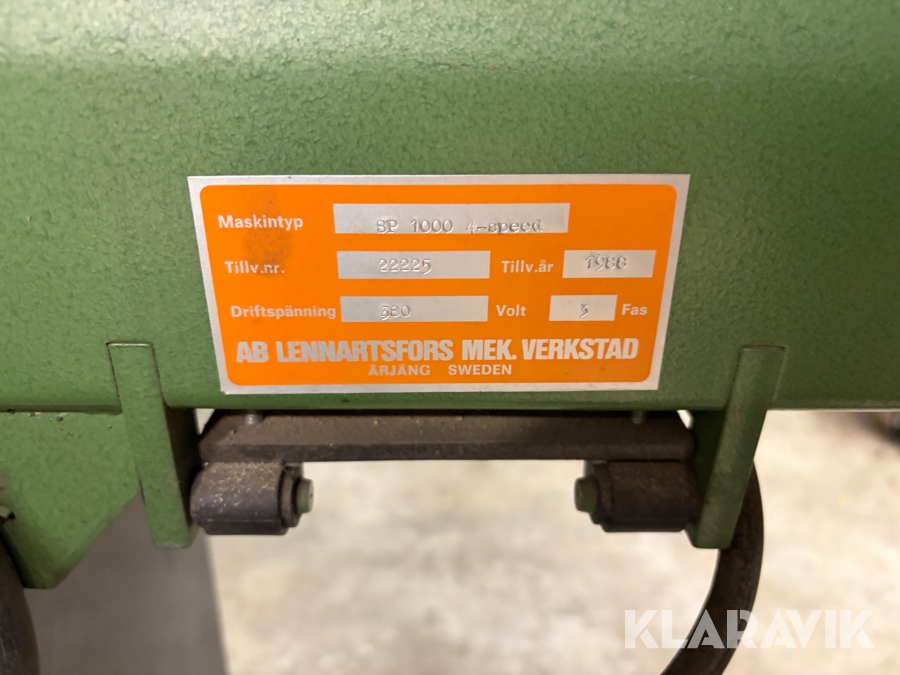 Maskintyp SP 1000 4-speed
Tillv.nr. 22225 Tillv.år 1986
Driftspänning 380 Volt 3 Fas
AB LENNARTSFORS MEK. VERKSTAD
ÅRJÄNG SWEDEN
KLARAVIK